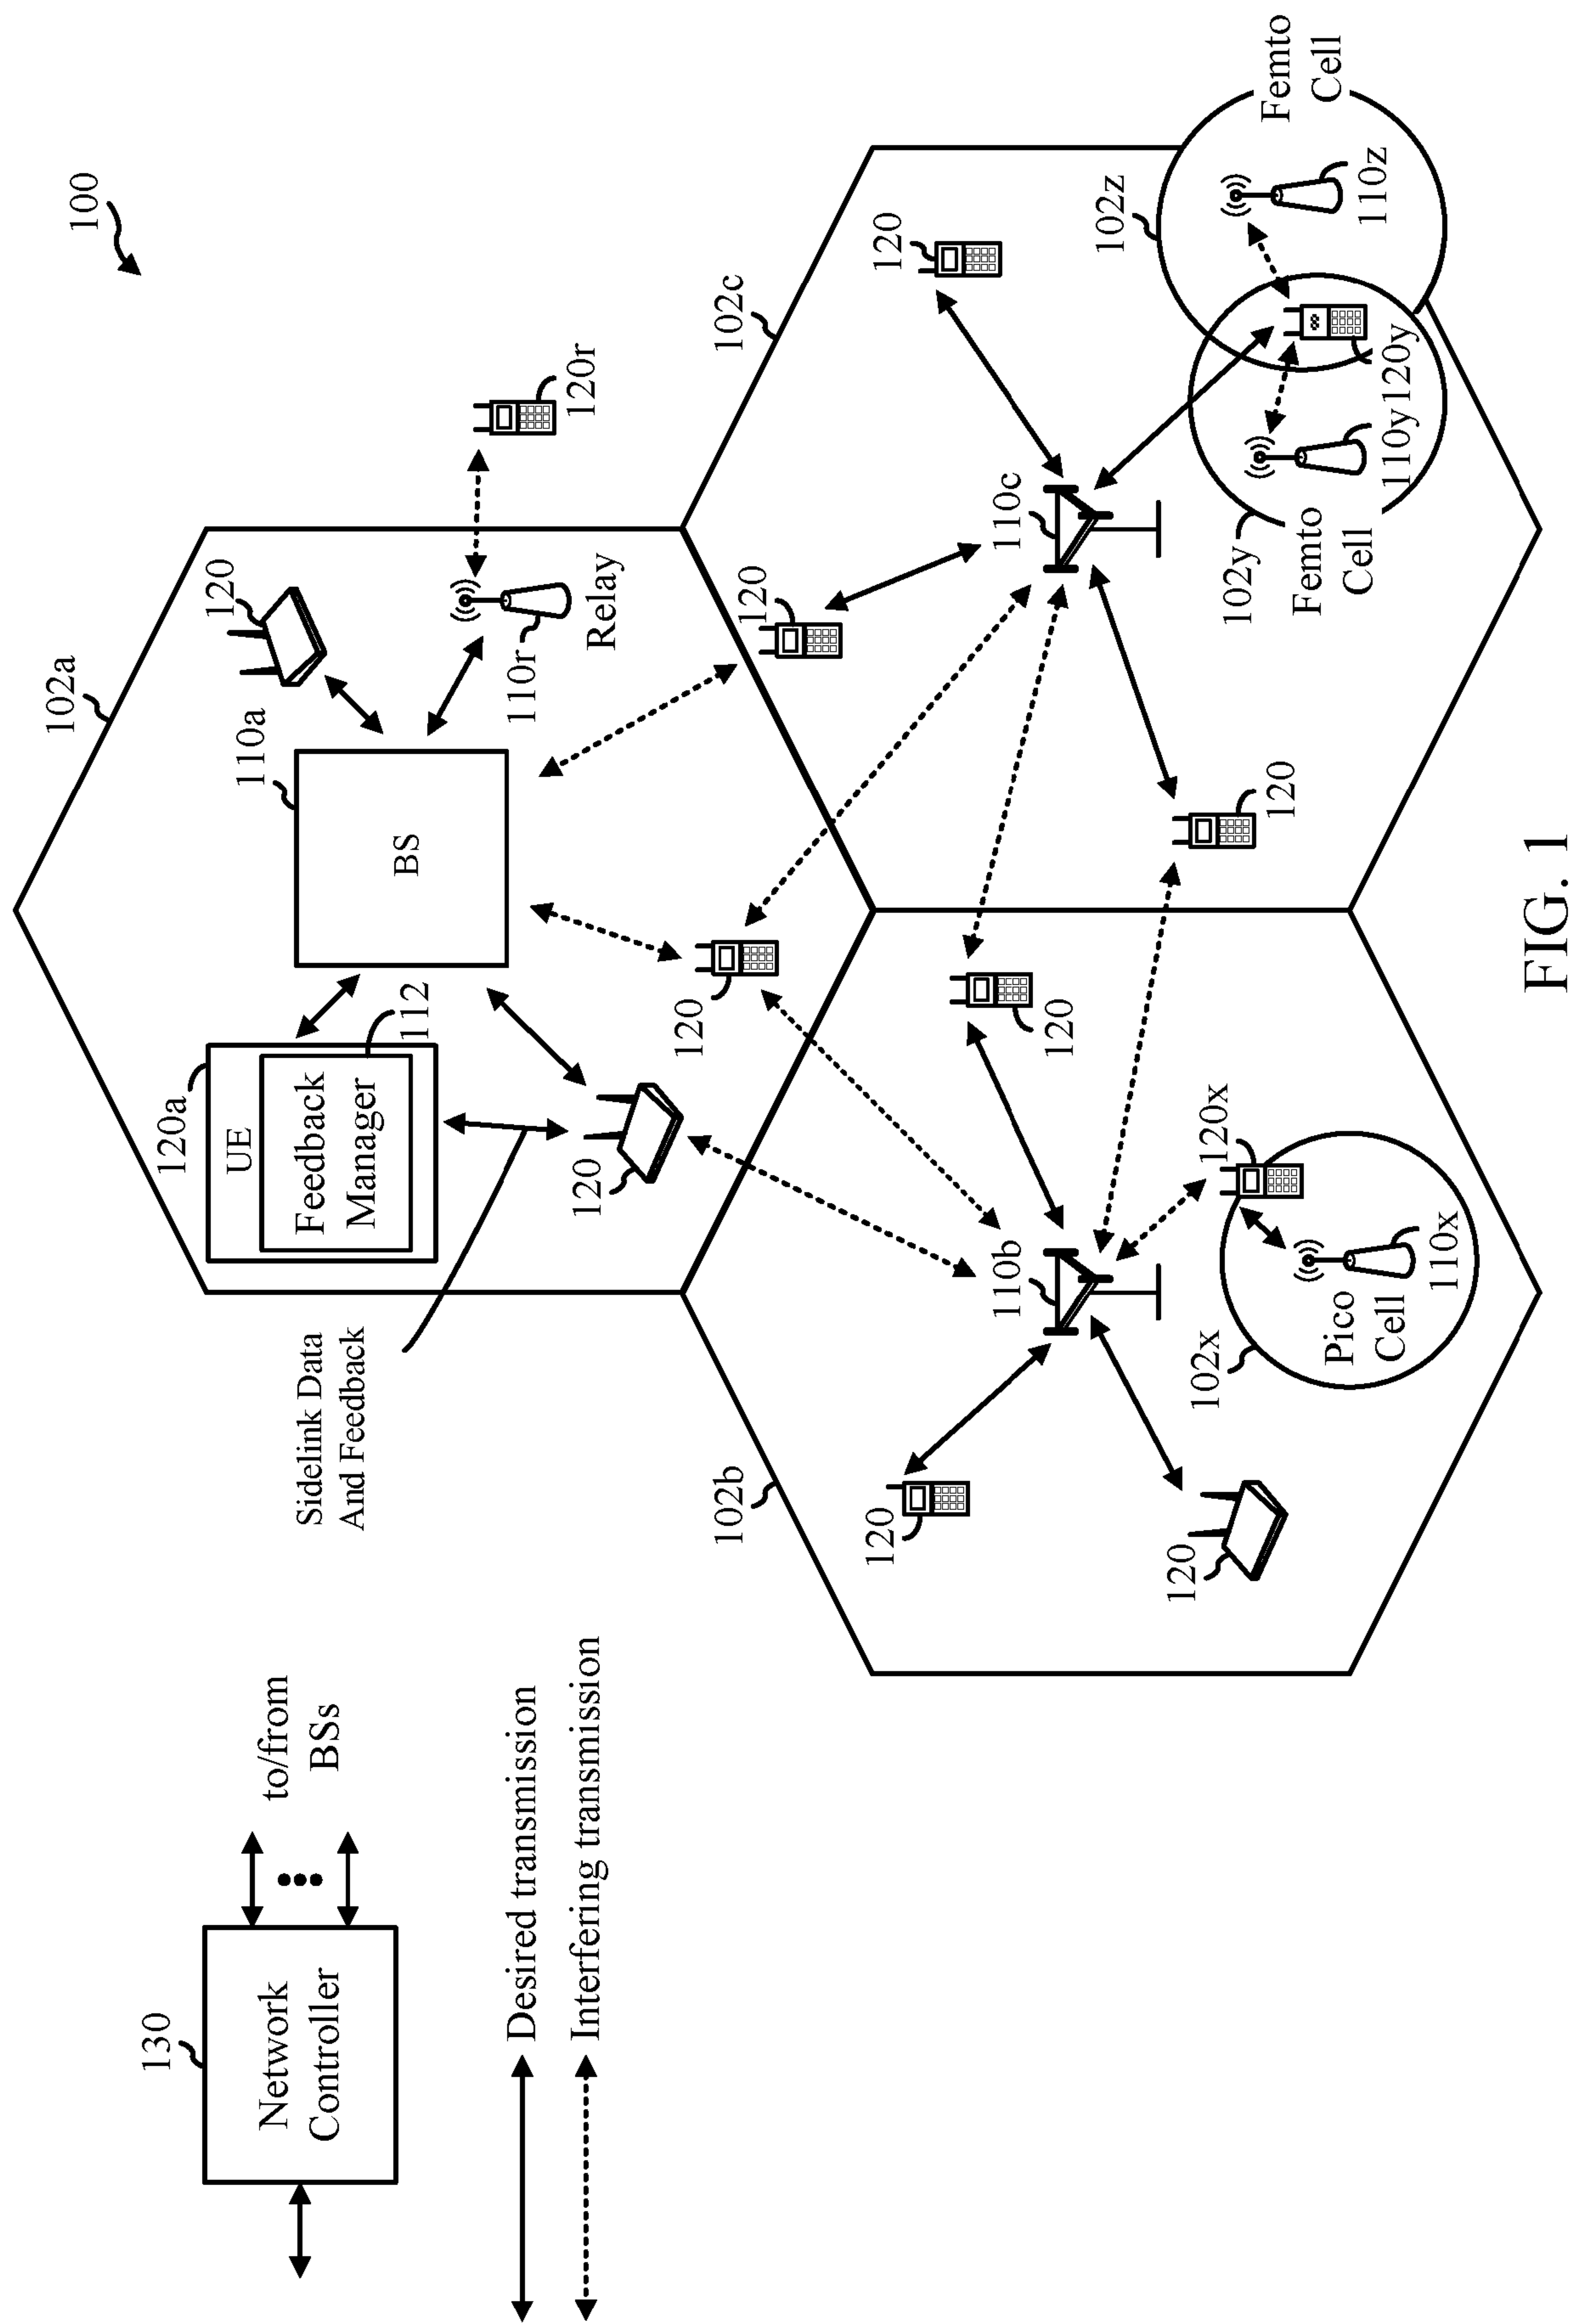 100
130
Network
Controller
to/from
BSs
Desired transmission
Interfering transmission
Sidelink Data
And Feedback
102a
120a
UE
Feedback
Manager
112
110a
BS
120
110r
Relay
120r
120
120
102b
120
120
110b
120
102x
Pico
Cell
110x
120x
102c
120
120
110c
120
102y
Femto
Cell
110y
120y
102z
110z
Femto
Cell
FIG. 1